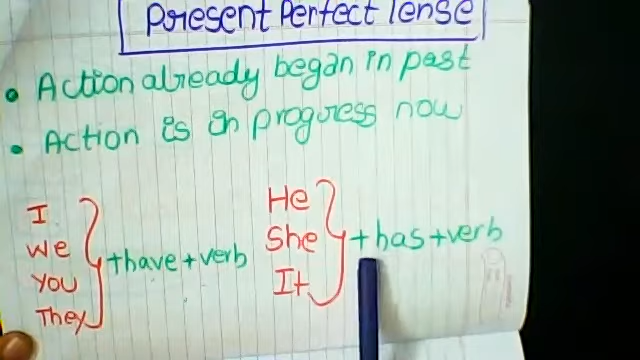 Present Perfect Tense
• Action already began in past
• Action is in progress now
I
We
You
They
+have+verb
He
She
It
+has+verb